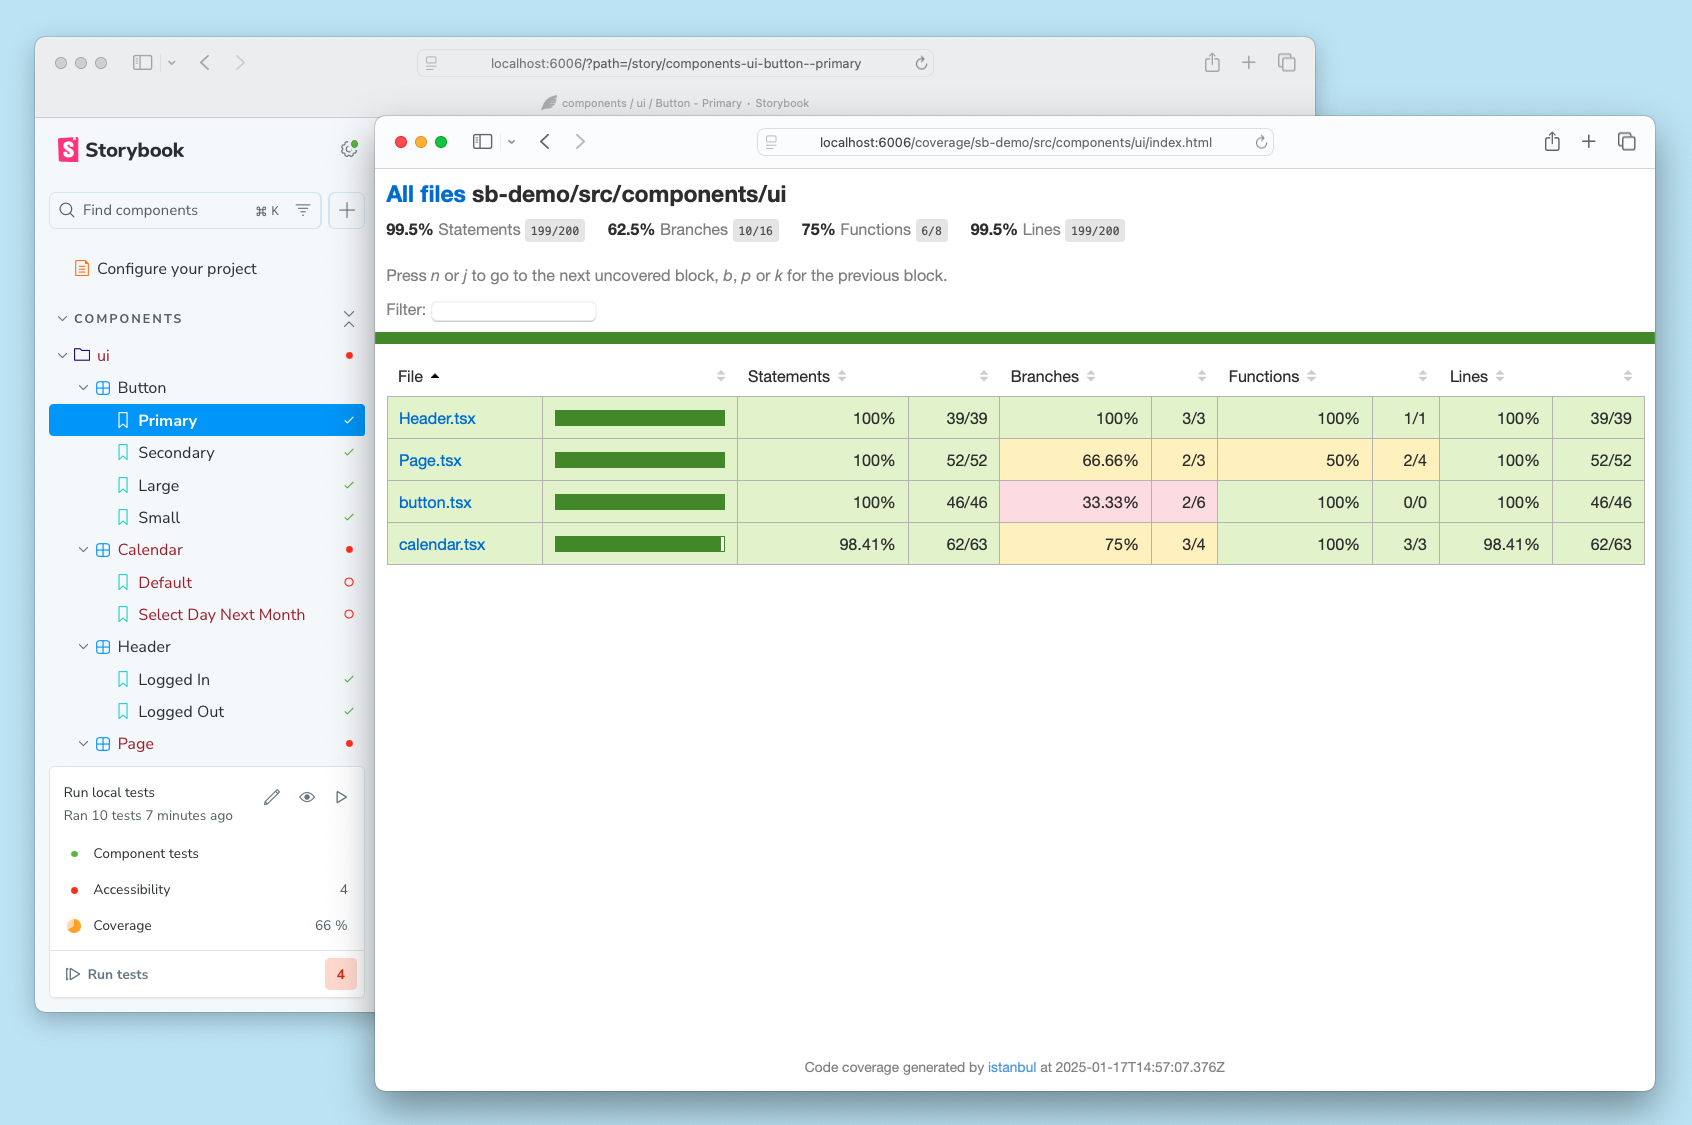 localhost:6006/?path=/story/components-ui-button--primary
components / ui / Button - Primary • Storybook
Storybook
Find components ⌘ K
Configure your project
COMPONENTS
ui
Button
Primary
Secondary
Large
Small
Calendar
Default
Select Day Next Month
Header
Logged In
Logged Out
Page
Run local tests
Ran 10 tests 7 minutes ago
Component tests
Accessibility 4
Coverage 66 %
Run tests 4
localhost:6006/coverage/sb-demo/src/components/ui/index.html
All files sb-demo/src/components/ui
99.5% Statements 199/200 62.5% Branches 10/16 75% Functions 6/8 99.5% Lines 199/200
Press n or j to go to the next uncovered block, b, p or k for the previous block.
Filter:
File Statements Branches Functions Lines
Header.tsx 100% 39/39 100% 3/3 100% 1/1 100% 39/39
Page.tsx 100% 52/52 66.66% 2/3 50% 2/4 100% 52/52
button.tsx 100% 46/46 33.33% 2/6 100% 0/0 100% 46/46
calendar.tsx 98.41% 62/63 75% 3/4 100% 3/3 98.41% 62/63
Code coverage generated by istanbul at 2025-01-17T14:57:07.376Z